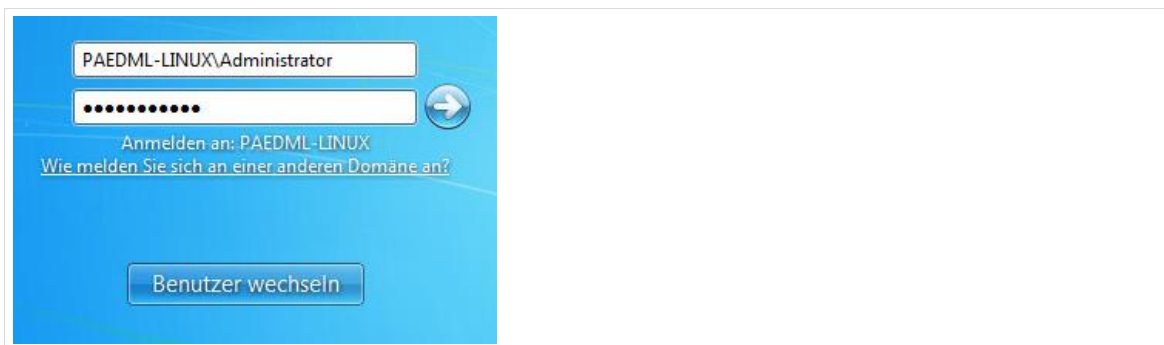 PAEDML-LINUX\Administrator
●●●●●●●●●●●
Anmelden an: PAEDML-LINUX
Wie melden Sie sich an einer anderen Domäne an?
Benutzer wechseln